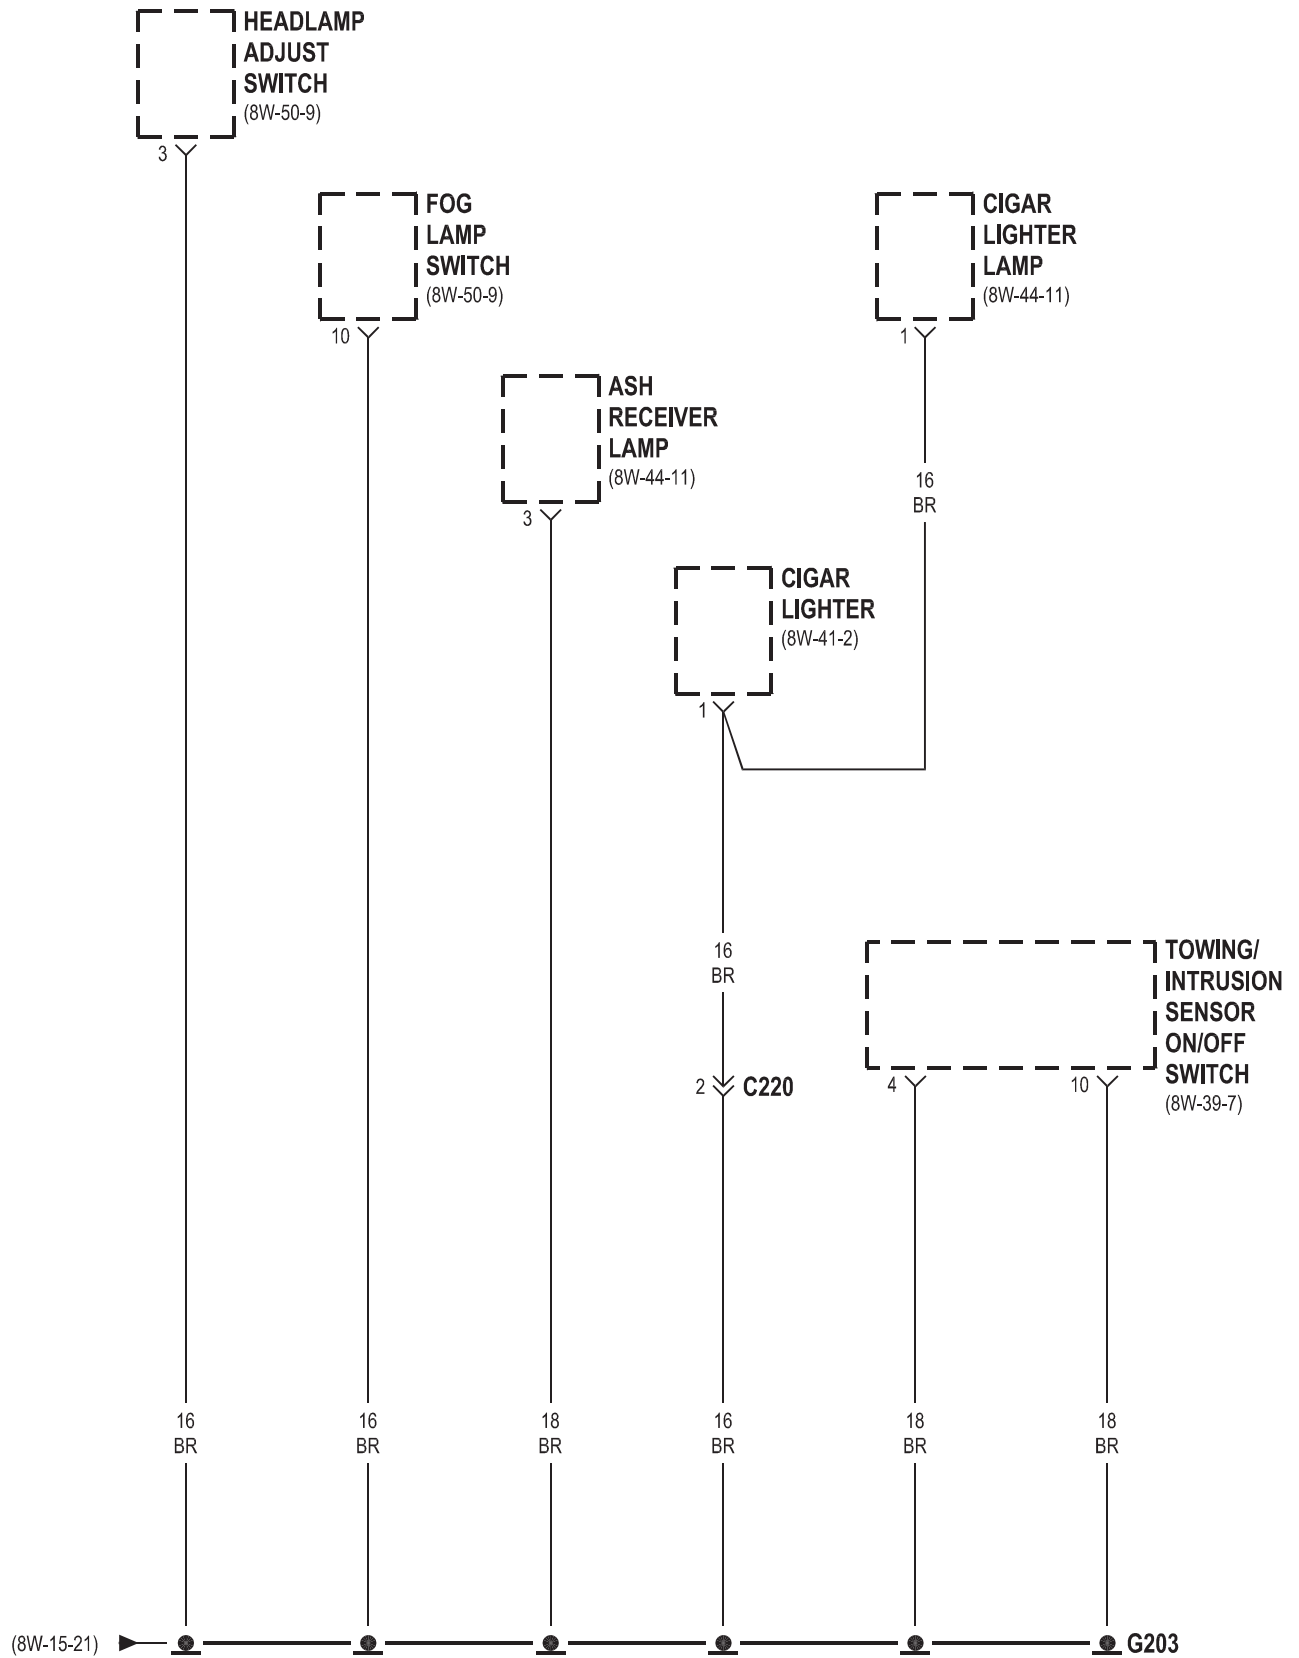 HEADLAMP
ADJUST
SWITCH
(8W-50-9)
3
FOG
LAMP
SWITCH
(8W-50-9)
10
CIGAR
LIGHTER
LAMP
(8W-44-11)
1
ASH
RECEIVER
LAMP
(8W-44-11)
3
16
BR
CIGAR
LIGHTER
(8W-41-2)
1
16
BR
TOWING/
INTRUSION
SENSOR
ON/OFF
SWITCH
(8W-39-7)
2
C220
4
10
16
BR
16
BR
18
BR
16
BR
18
BR
18
BR
(8W-15-21)
G203